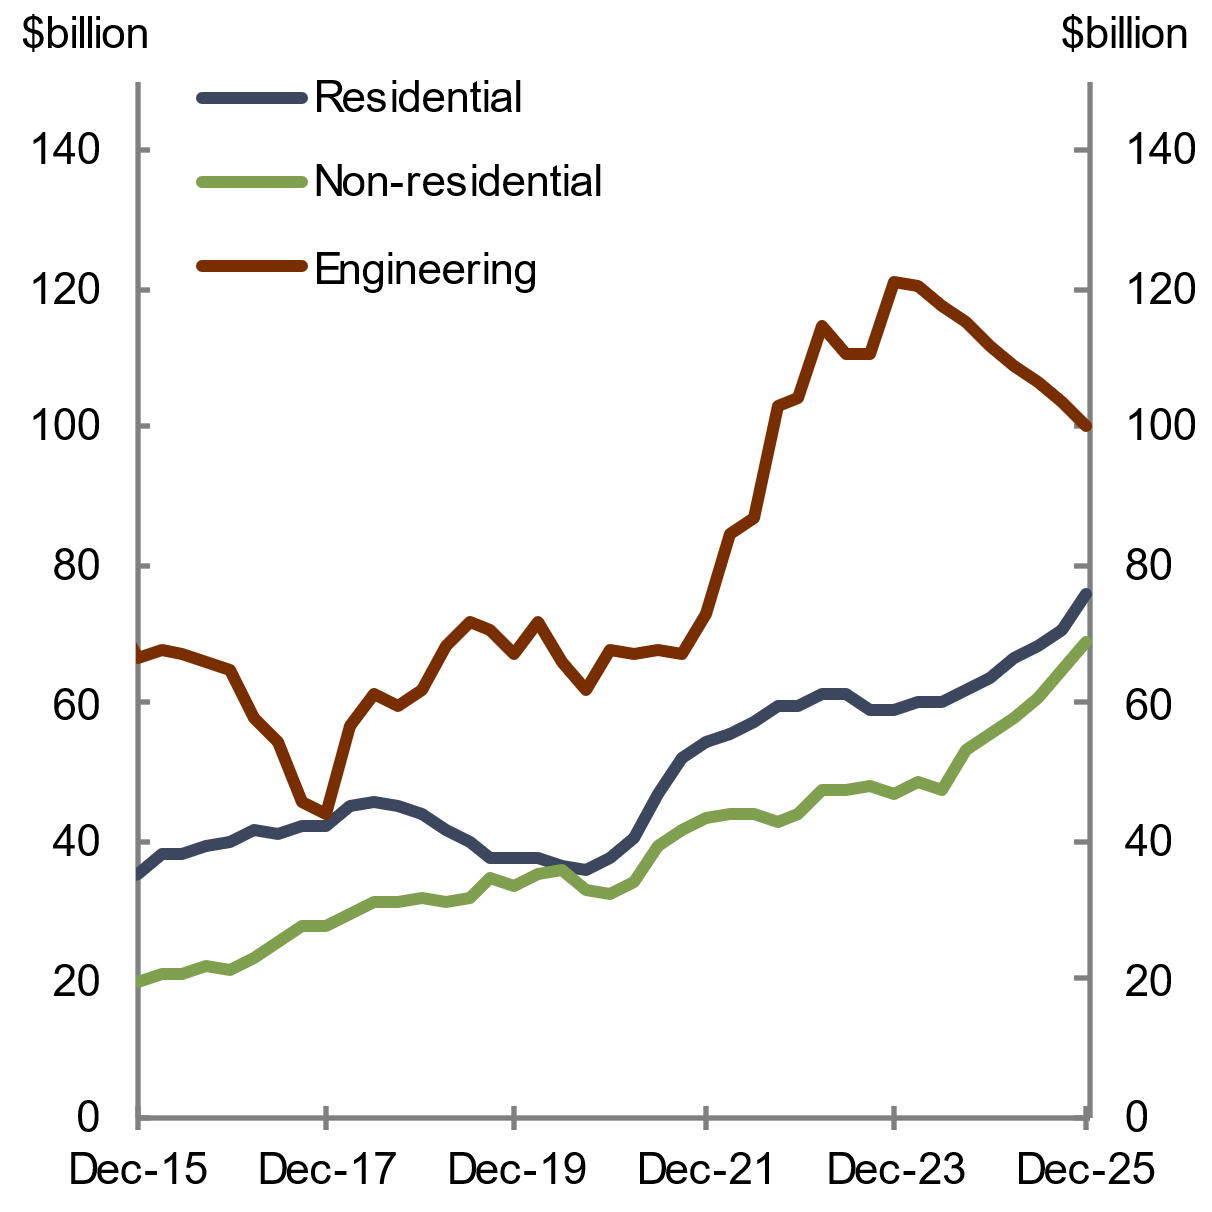 $billion $billion
Residential
140 140
Non-residential
Engineering
120 120
100 100
80 80
60 60
40 40
20 20
0 0
Dec-15 Dec-17 Dec-19 Dec-21 Dec-23 Dec-25